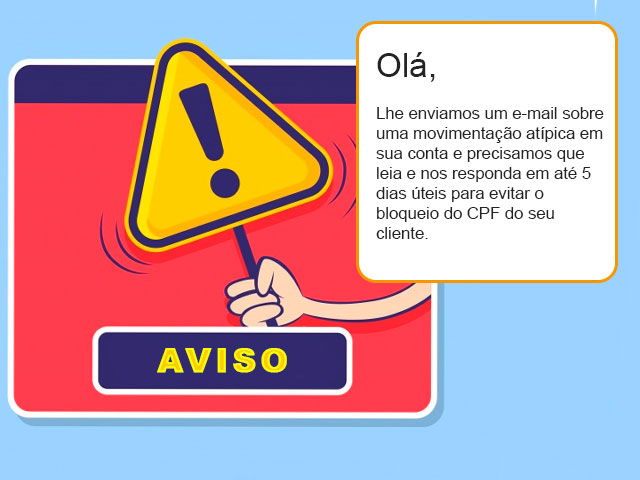 Olá,
Lhe enviamos um e-mail sobre
uma movimentação atípica em
sua conta e precisamos que
leia e nos responda em até 5
dias úteis para evitar o
bloqueio do CPF do seu
cliente.
AVISO